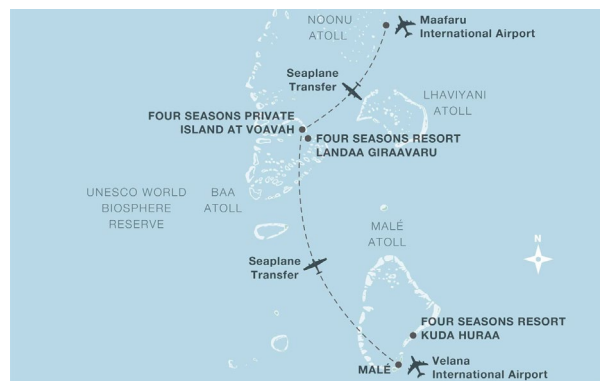 NOONU
ATOLL
Maafaru
International Airport
Seaplane
Transfer
LHAVIYANI
ATOLL
FOUR SEASONS PRIVATE
ISLAND AT VOAVAH
FOUR SEASONS RESORT
LANDAA GIRAAVARU
UNESCO WORLD
BIOSPHERE
RESERVE
BAA
ATOLL
MALÉ
ATOLL
N
Seaplane
Transfer
FOUR SEASONS RESORT
KUDA HURAA
MALÉ
Velana
International Airport